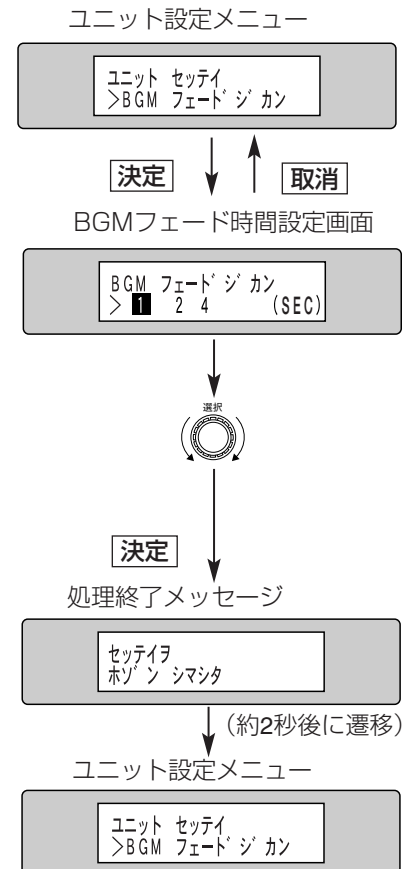 ユニット設定メニュー
ユニット セッテイ
>BGM フェード ジ カン
決定
取消
BGMフェード時間設定画面
BGM フェード ジ カン
> 1 2 4 (SEC)
選択
決定
処理終了メッセージ
セッテイヲ
ホゾン シマシタ
(約2秒後に遷移)
ユニット設定メニュー
ユニット セッテイ
>BGM フェード ジ カン